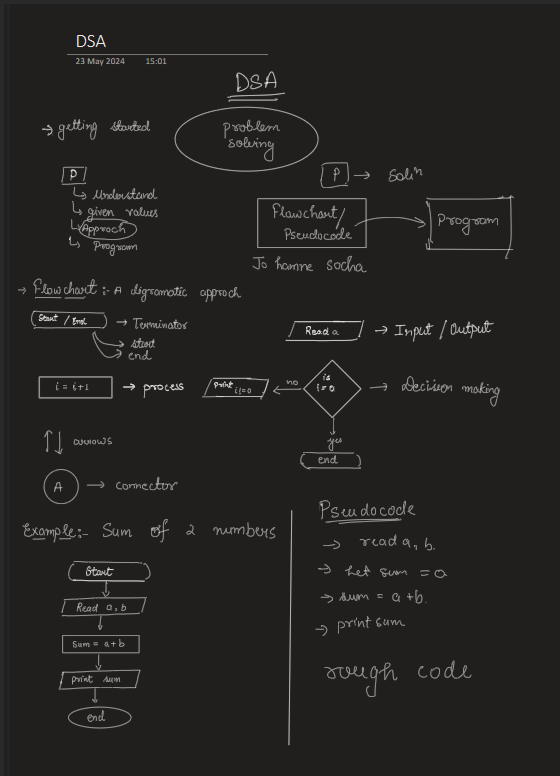 DSA
23 May 2024 15:01
DSA
→ getting started
problem
solving
P
↳ Understand
↳ given values
↳ Approch
↳ Program
P → Solⁿ
Flawchart/
Pseudocode
Program
Jo hamne socha
→ Flowchart :- A digramatic approch
Start / End → Terminator
→ start
→ end
Read a → Input / Output
i = i+1 → process
is
i=0
→ Decision making
no
Print i!=0
yes
end
↑↓ arrows
A → connector
Example:- Sum of 2 numbers
Start
Read a, b
Sum = a+b
Print sum
end
Pseudocode
→ read a, b.
→ Let sum = 0
→ sum = a+b.
→ print sum
rough code